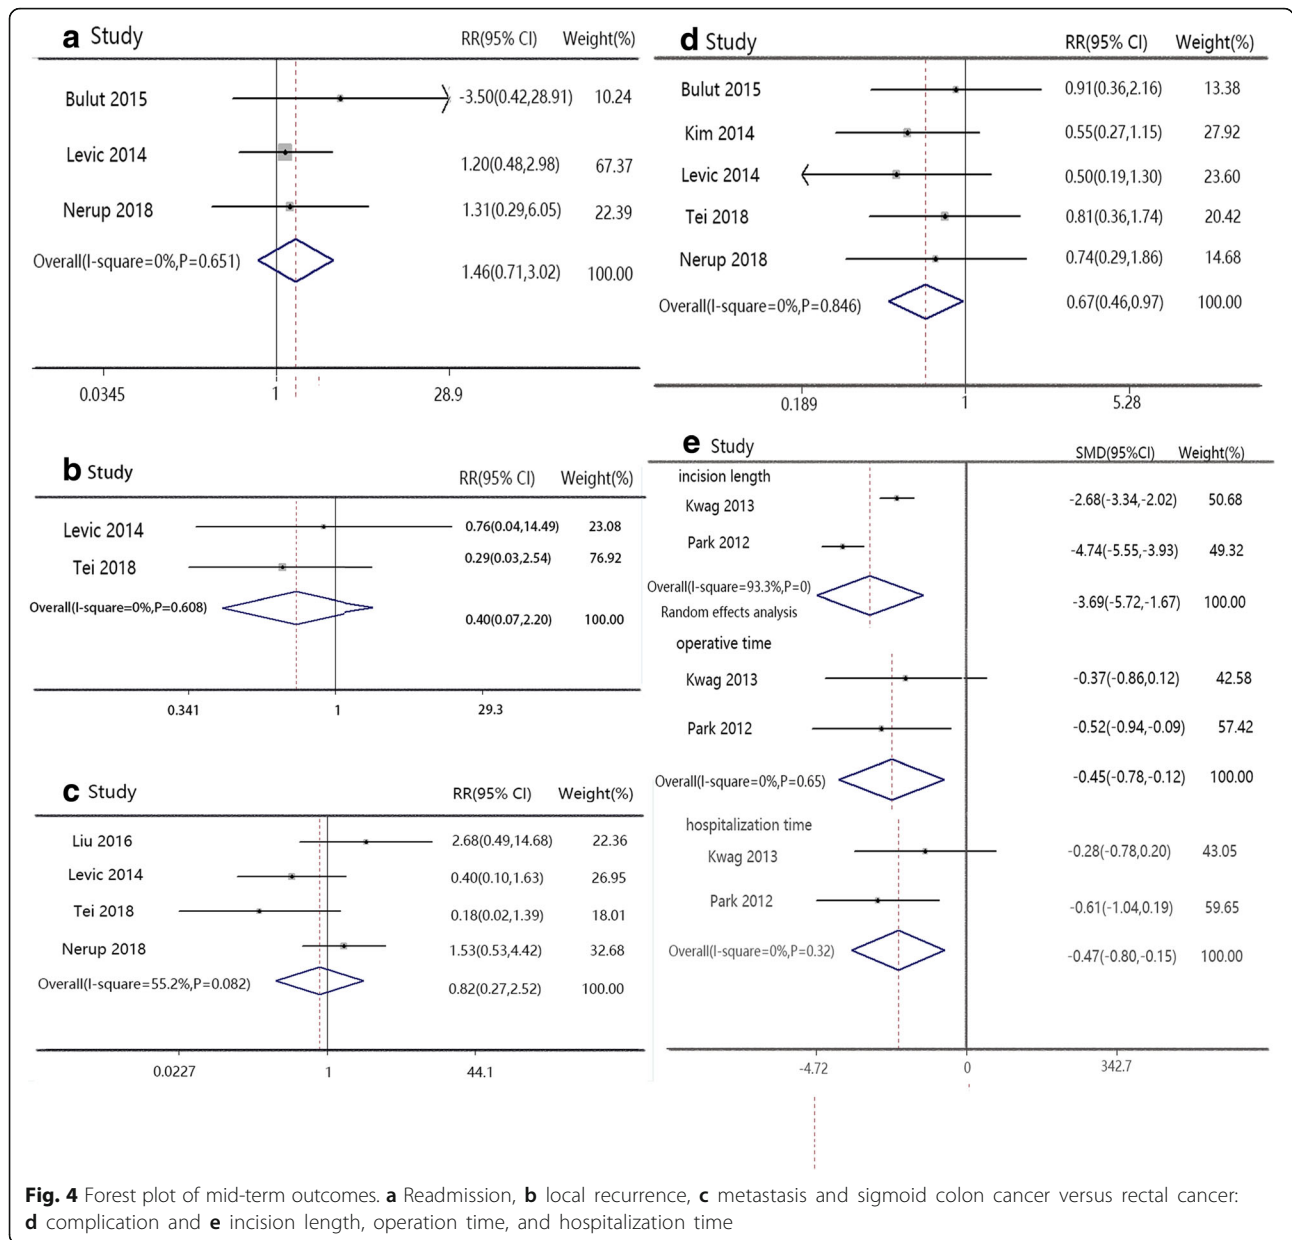 a Study RR(95% CI) Weight(%)
Bulut 2015 -3.50(0.42,28.91) 10.24
Levic 2014 1.20(0.48,2.98) 67.37
Nerup 2018 1.31(0.29,6.05) 22.39
Overall(I-square=0%,P=0.651) 1.46(0.71,3.02) 100.00
0.0345 1 28.9
b Study RR(95% CI) Weight(%)
Levic 2014 0.76(0.04,14.49) 23.08
Tei 2018 0.29(0.03,2.54) 76.92
Overall(I-square=0%,P=0.608) 0.40(0.07,2.20) 100.00
0.341 1 29.3
c Study RR(95% CI) Weight(%)
Liu 2016 2.68(0.49,14.68) 22.36
Levic 2014 0.40(0.10,1.63) 26.95
Tei 2018 0.18(0.02,1.39) 18.01
Nerup 2018 1.53(0.53,4.42) 32.68
Overall(I-square=55.2%,P=0.082) 0.82(0.27,2.52) 100.00
0.0227 1 44.1
d Study RR(95% CI) Weight(%)
Bulut 2015 0.91(0.36,2.16) 13.38
Kim 2014 0.55(0.27,1.15) 27.92
Levic 2014 0.50(0.19,1.30) 23.60
Tei 2018 0.81(0.36,1.74) 20.42
Nerup 2018 0.74(0.29,1.86) 14.68
Overall(I-square=0%,P=0.846) 0.67(0.46,0.97) 100.00
0.189 1 5.28
e Study SMD(95%CI) Weight(%)
incision length
Kwag 2013 -2.68(-3.34,-2.02) 50.68
Park 2012 -4.74(-5.55,-3.93) 49.32
Overall(I-square=93.3%,P=0) -3.69(-5.72,-1.67) 100.00
Random effects analysis
operative time
Kwag 2013 -0.37(-0.86,0.12) 42.58
Park 2012 -0.52(-0.94,-0.09) 57.42
Overall(I-square=0%,P=0.65) -0.45(-0.78,-0.12) 100.00
hospitalization time
Kwag 2013 -0.28(-0.78,0.20) 43.05
Park 2012 -0.61(-1.04,0.19) 59.65
Overall(I-square=0%,P=0.32) -0.47(-0.80,-0.15) 100.00
-4.72 0 342.7
Fig. 4 Forest plot of mid-term outcomes. a Readmission, b local recurrence, c metastasis and sigmoid colon cancer versus rectal cancer:
d complication and e incision length, operation time, and hospitalization time